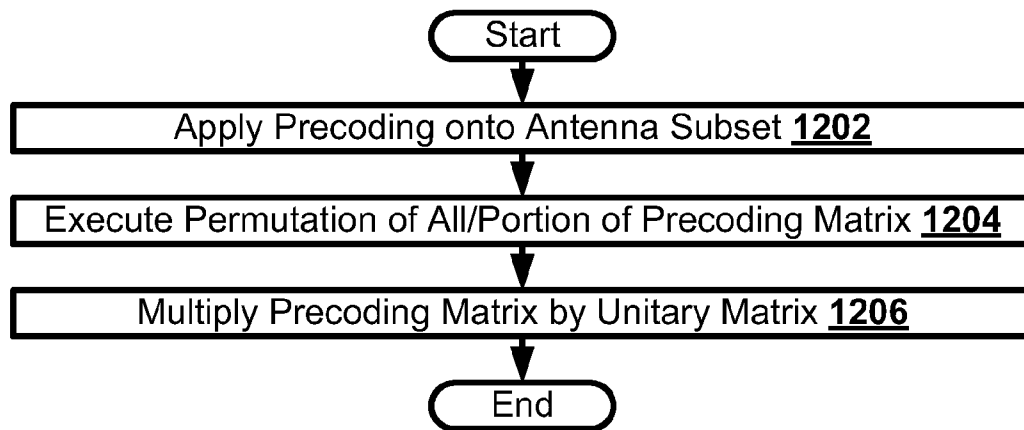 Start
Apply Precoding onto Antenna Subset 1202
Execute Permutation of All/Portion of Precoding Matrix 1204
Multiply Precoding Matrix by Unitary Matrix 1206
End